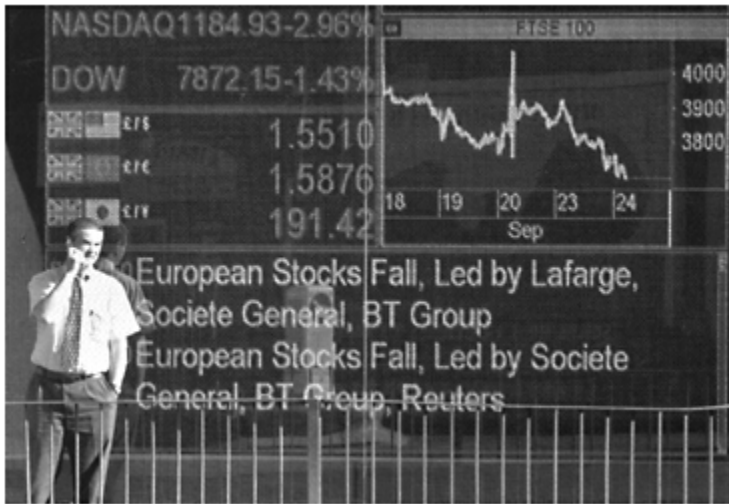 NASDAQ1184.93-2.96%
DOW 7872.15-1.43%
£/$ 1.5510
£/€ 1.5876
£/¥ 191.42
FTSE 100
4000
3900
3800
18 19 20 23 24
Sep
European Stocks Fall, Led by Lafarge,
Societe General, BT Group
European Stocks Fall, Led by Societe
General, BT Group, Reuters